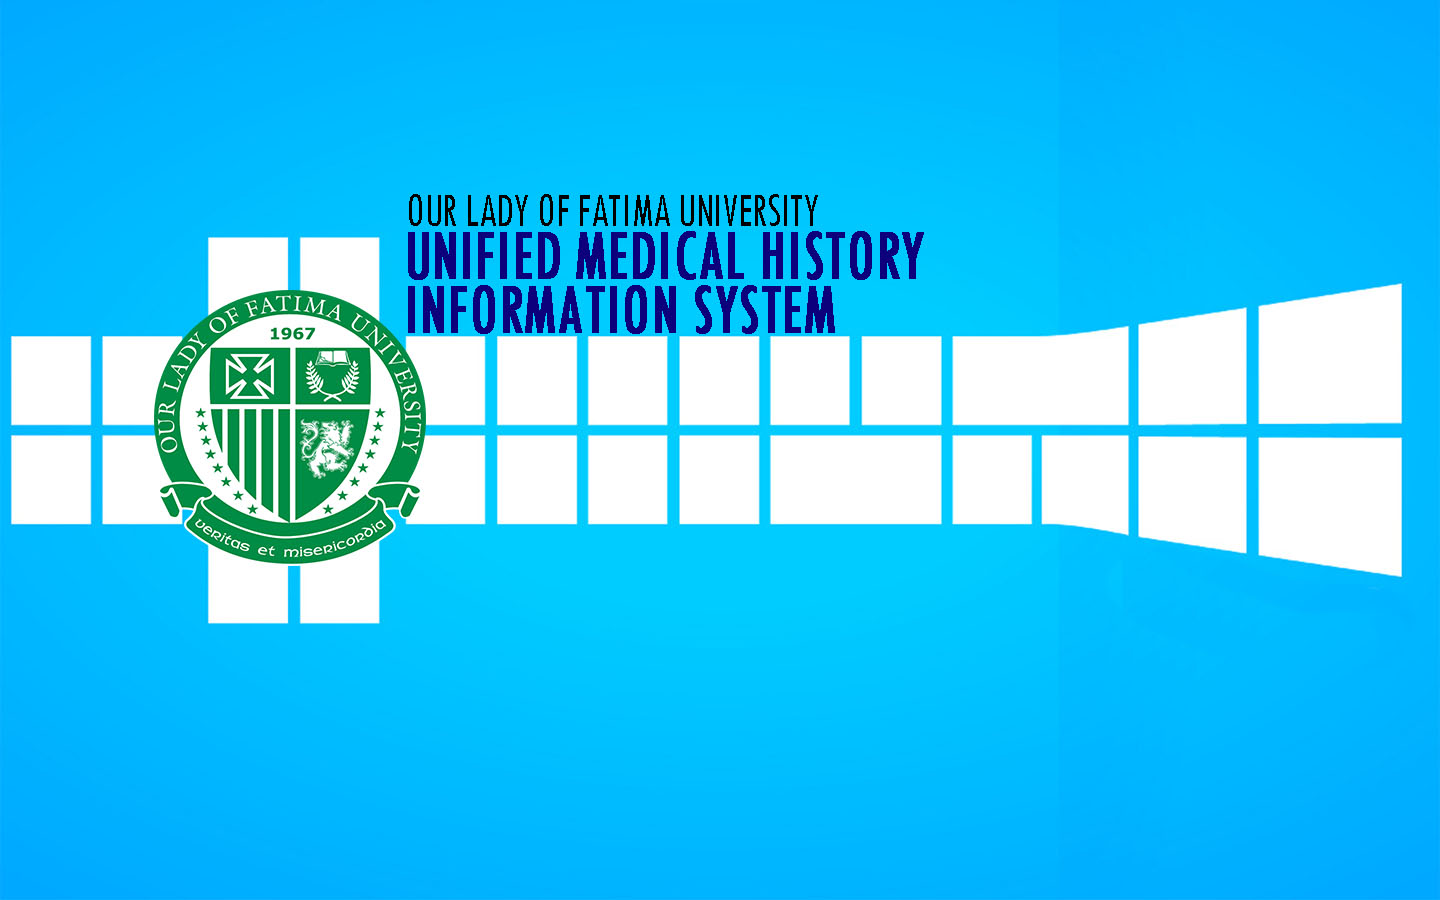 OUR LADY OF FATIMA UNIVERSITY
UNIFIED MEDICAL HISTORY
INFORMATION SYSTEM
OUR LADY OF FATIMA UNIVERSITY
1967
veritas et misericordia